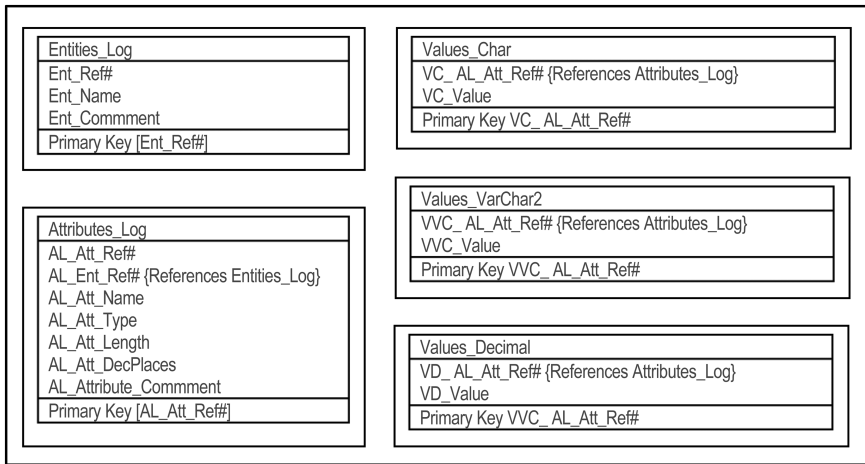 Entities_Log
Ent_Ref#
Ent_Name
Ent_Commment
Primary Key [Ent_Ref#]
Attributes_Log
AL_Att_Ref#
AL_Ent_Ref# {References Entities_Log}
AL_Att_Name
AL_Att_Type
AL_Att_Length
AL_Att_DecPlaces
AL_Attribute_Commment
Primary Key [AL_Att_Ref#]
Values_Char
VC_ AL_Att_Ref# {References Attributes_Log}
VC_Value
Primary Key VC_ AL_Att_Ref#
Values_VarChar2
VVC_ AL_Att_Ref# {References Attributes_Log}
VVC_Value
Primary Key VVC_ AL_Att_Ref#
Values_Decimal
VD_ AL_Att_Ref# {References Attributes_Log}
VD_Value
Primary Key VVC_ AL_Att_Ref#